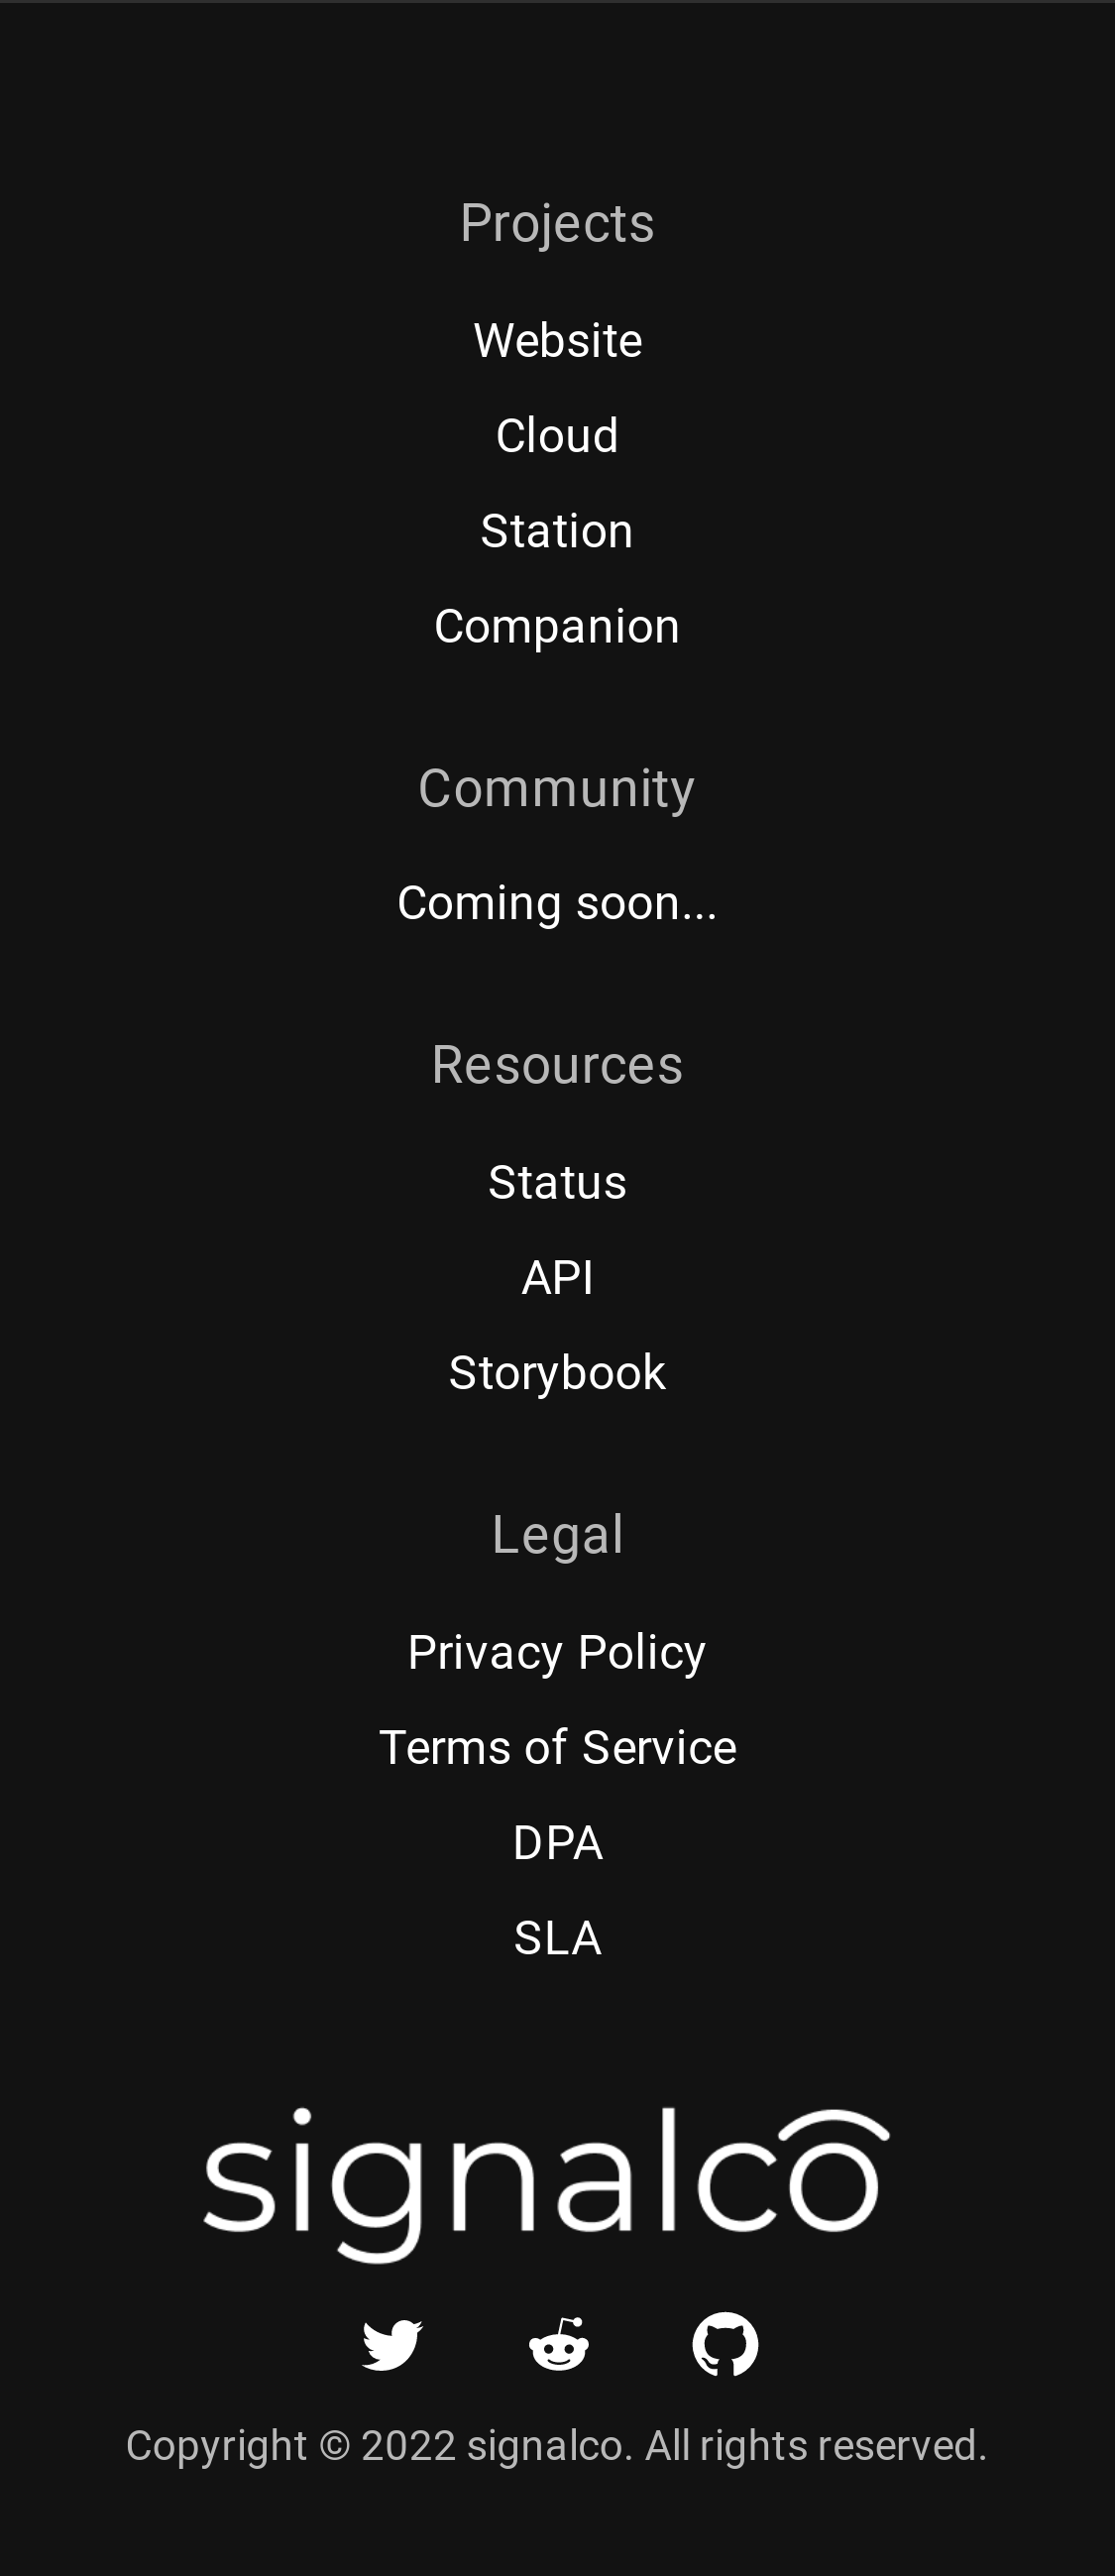 Projects
Website
Cloud
Station
Companion
Community
Coming soon...
Resources
Status
API
Storybook
Legal
Privacy Policy
Terms of Service
DPA
SLA
signalco
Copyright © 2022 signalco. All rights reserved.